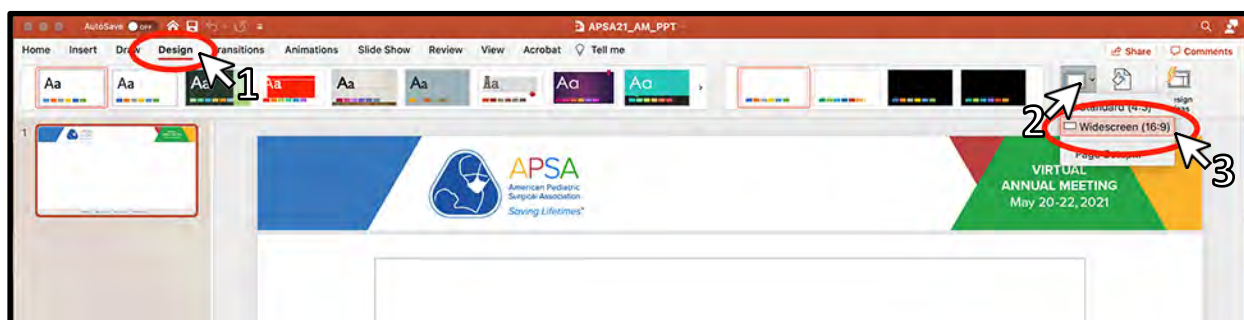 AutoSave OFF APSA21_AM_PPT
Home Insert Draw Design Transitions Animations Slide Show Review View Acrobat Tell me Share Comments
1
Aa Aa Aa Aa Aa Aa Aa Aa Aa
2
Standard (4:3)
Widescreen (16:9)
3
1
APSA
American Pediatric
Surgical Association
Saving Lifetimes
VIRTUAL
ANNUAL MEETING
May 20-22, 2021